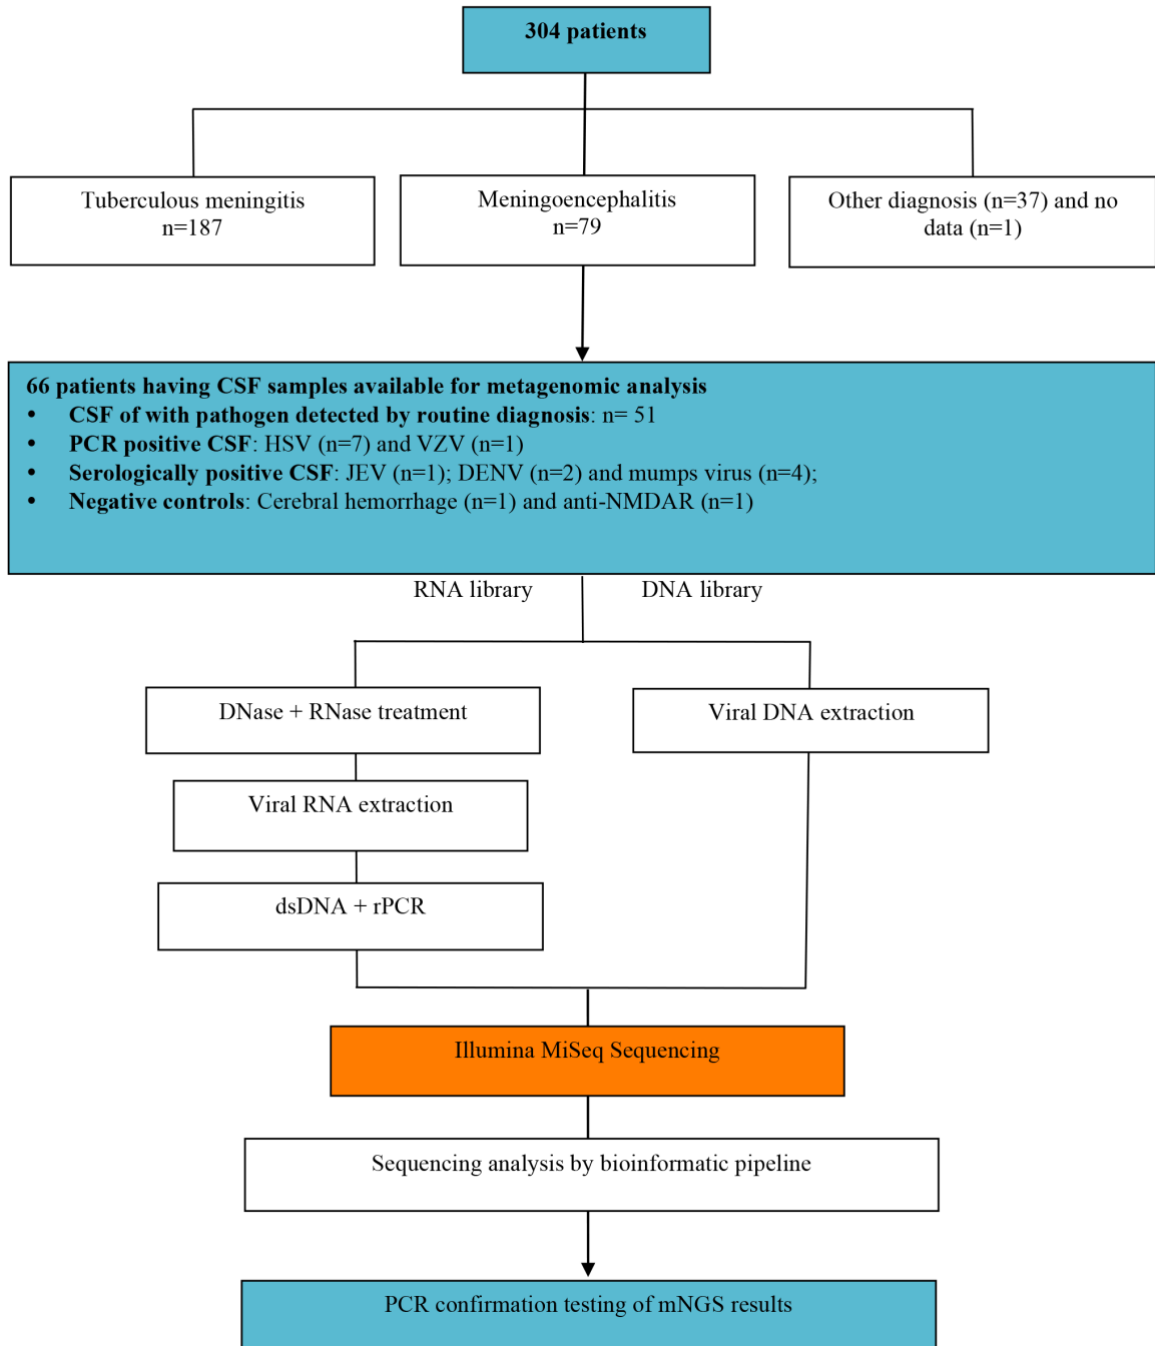 304 patients
Tuberculous meningitis
n=187
Meningoencephalitis
n=79
Other diagnosis (n=37) and no
data (n=1)
66 patients having CSF samples available for metagenomic analysis
• CSF of with pathogen detected by routine diagnosis: n= 51
• PCR positive CSF: HSV (n=7) and VZV (n=1)
• Serologically positive CSF: JEV (n=1); DENV (n=2) and mumps virus (n=4);
• Negative controls: Cerebral hemorrhage (n=1) and anti-NMDAR (n=1)
RNA library
DNA library
DNase + RNase treatment
Viral DNA extraction
Viral RNA extraction
dsDNA + rPCR
Illumina MiSeq Sequencing
Sequencing analysis by bioinformatic pipeline
PCR confirmation testing of mNGS results